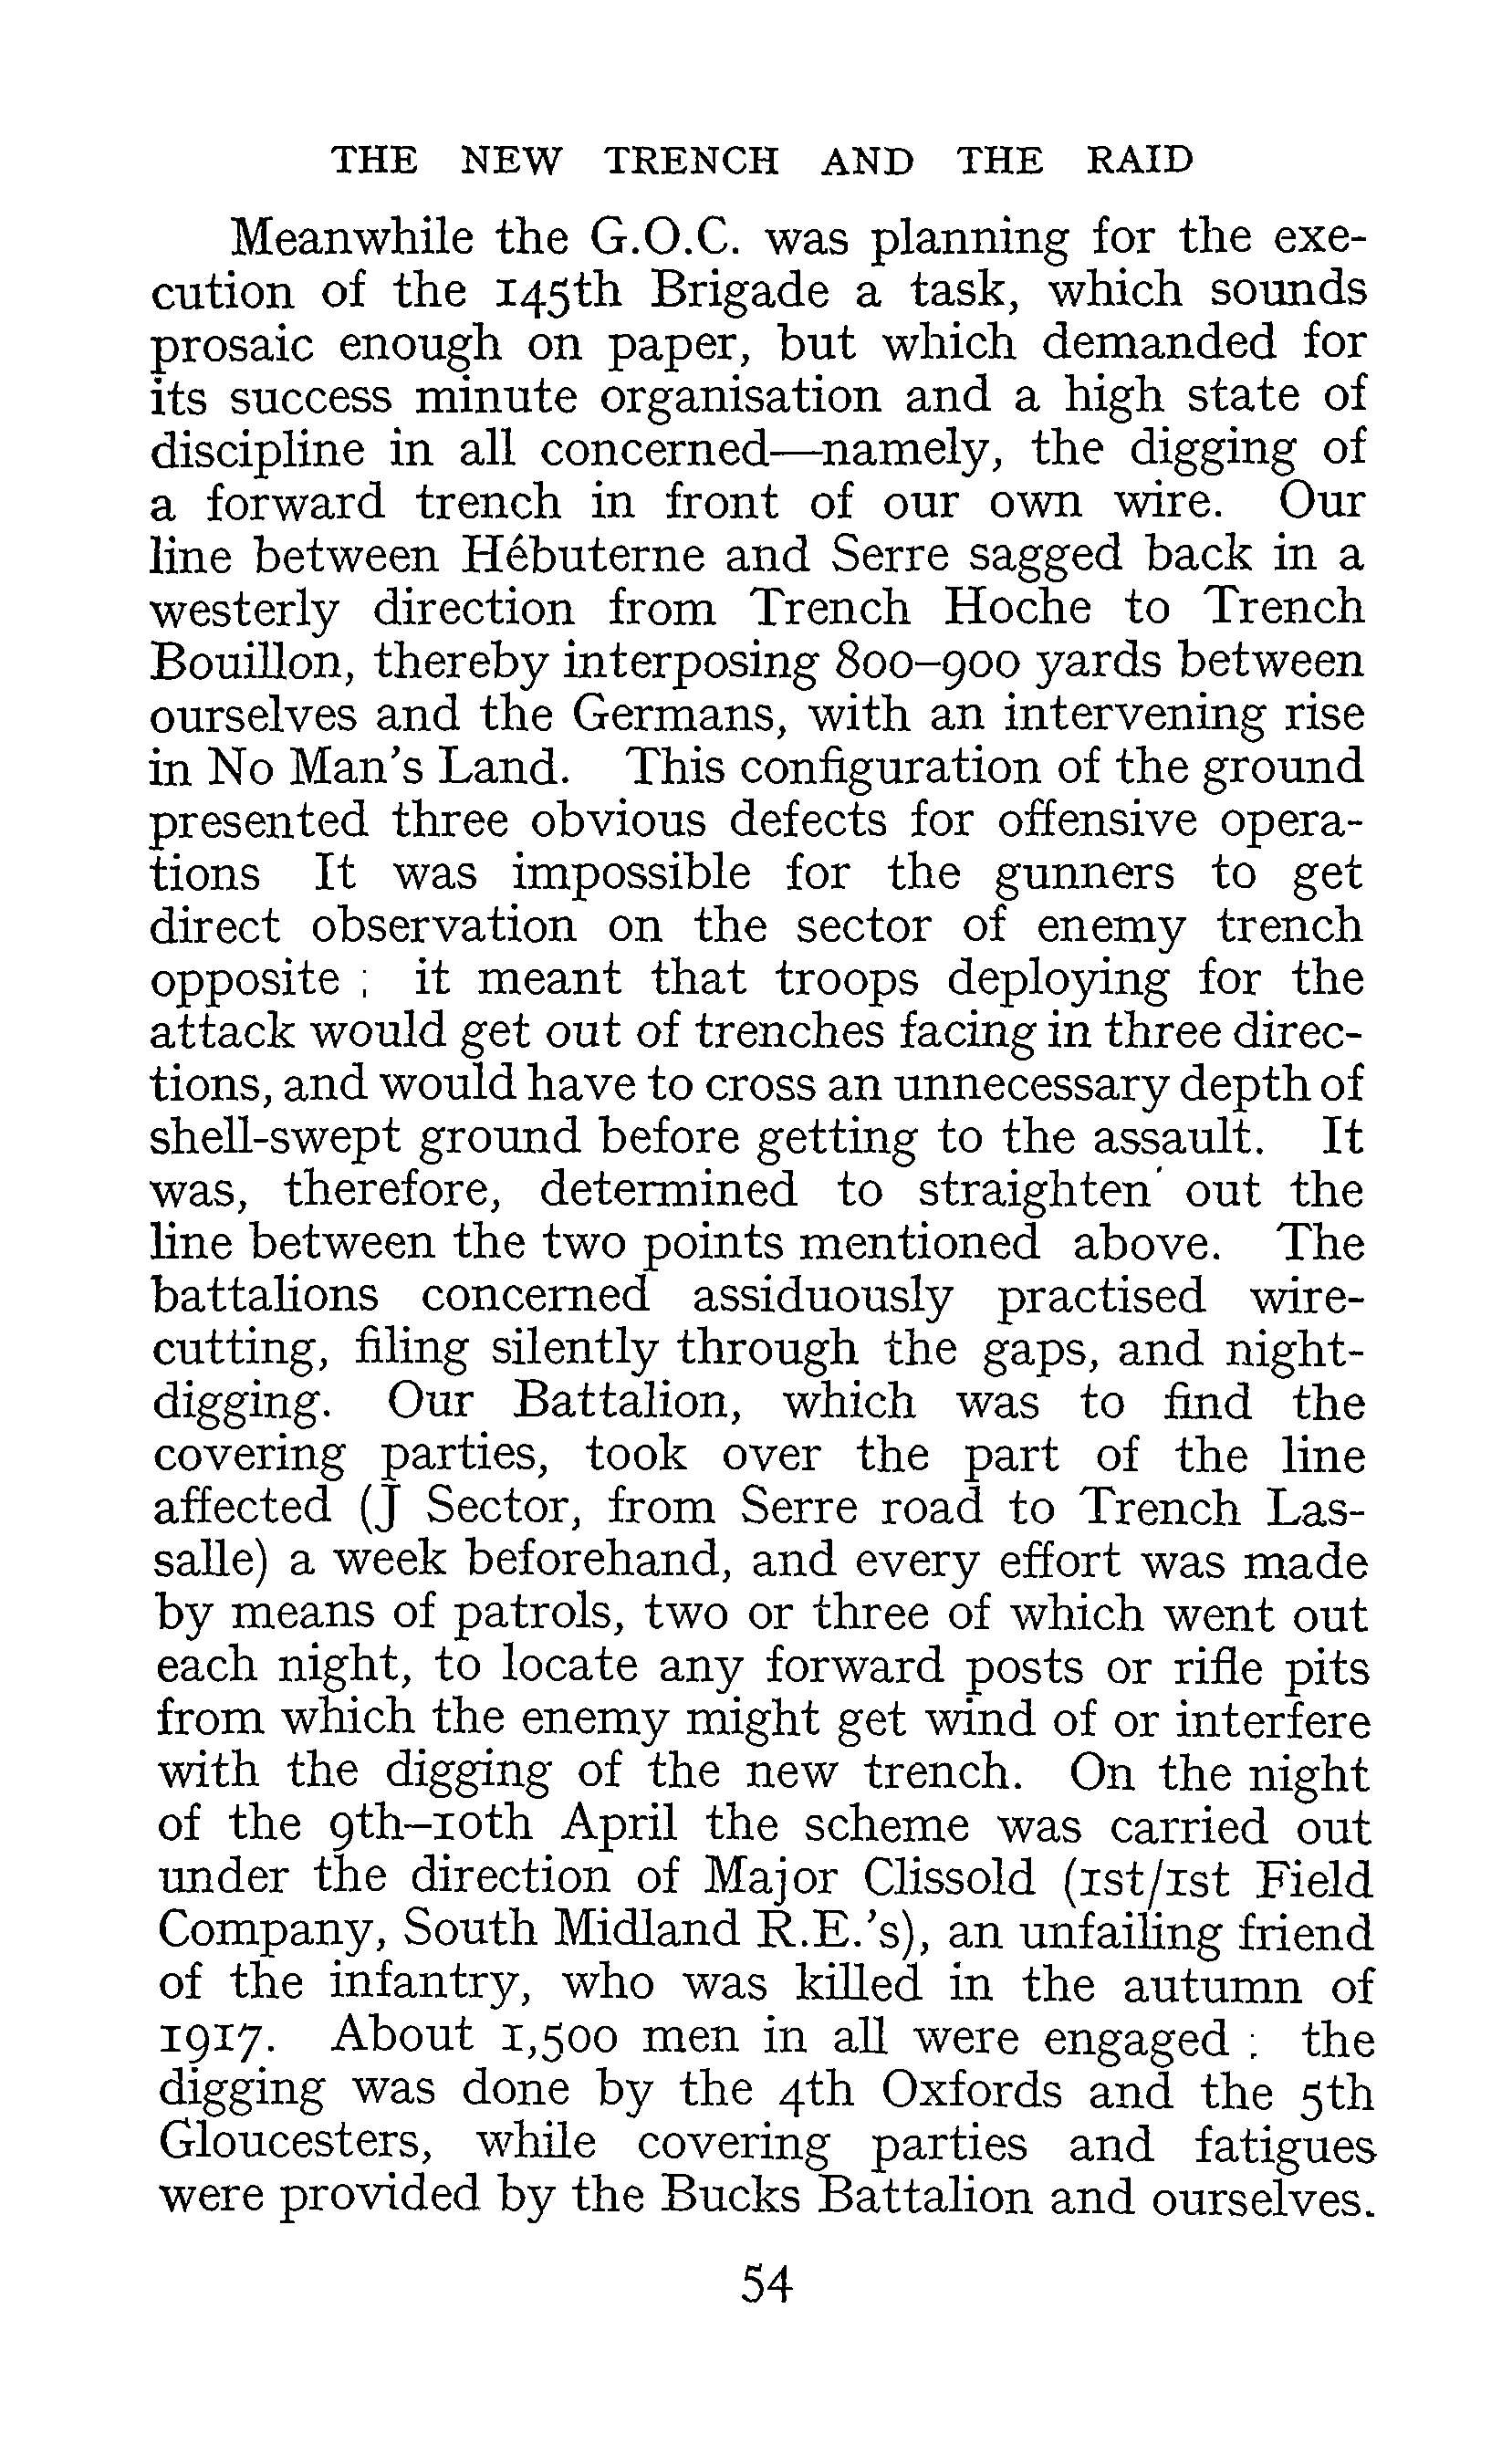 THE NEW TRENCH AND THE RAID
Meanwhile the G.O.C. was planning for the exe-
cution of the 145th Brigade a task, which sounds
prosaic enough on paper, but which demanded for
its success minute organisation and a high state of
discipline in all concerned—namely, the digging of
a forward trench in front of our own wire. Our
line between Hébuterne and Serre sagged back in a
westerly direction from Trench Hoche to Trench
Bouillon, thereby interposing 800–900 yards between
ourselves and the Germans, with an intervening rise
in No Man's Land. This configuration of the ground
presented three obvious defects for offensive opera-
tions It was impossible for the gunners to get
direct observation on the sector of enemy trench
opposite ; it meant that troops deploying for the
attack would get out of trenches facing in three direc-
tions, and would have to cross an unnecessary depth of
shell-swept ground before getting to the assault. It
was, therefore, determined to straighten out the
line between the two points mentioned above. The
battalions concerned assiduously practised wire-
cutting, filing silently through the gaps, and night-
digging. Our Battalion, which was to find the
covering parties, took over the part of the line
affected (J Sector, from Serre road to Trench Las-
salle) a week beforehand, and every effort was made
by means of patrols, two or three of which went out
each night, to locate any forward posts or rifle pits
from which the enemy might get wind of or interfere
with the digging of the new trench. On the night
of the 9th–10th April the scheme was carried out
under the direction of Major Clissold (1st/1st Field
Company, South Midland R.E.'s), an unfailing friend
of the infantry, who was killed in the autumn of
1917. About 1,500 men in all were engaged : the
digging was done by the 4th Oxfords and the 5th
Gloucesters, while covering parties and fatigues
were provided by the Bucks Battalion and ourselves.
54